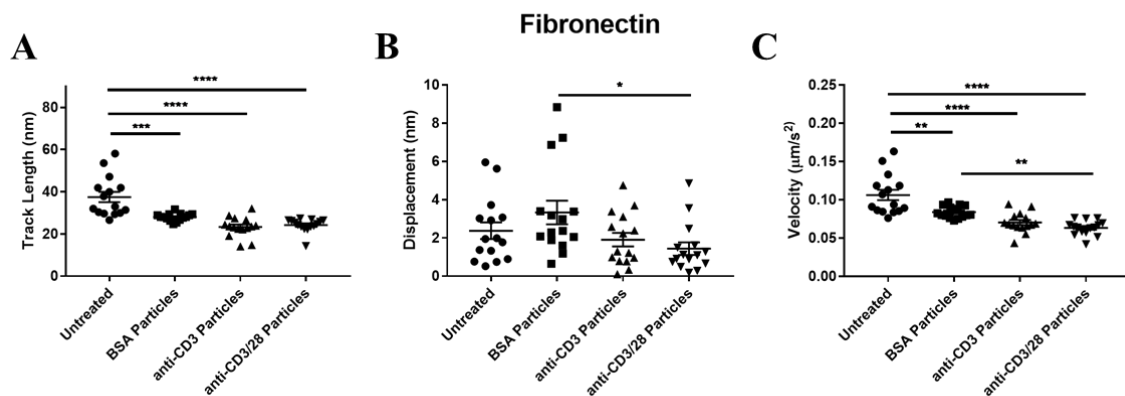 Fibronectin
A
Track Length (nm)
80
60
40
20
0
****
****
***
Untreated
BSA Particles
anti-CD3 Particles
anti-CD3/28 Particles
B
Displacement (nm)
10
8
6
4
2
0
*
Untreated
BSA Particles
anti-CD3 Particles
anti-CD3/28 Particles
C
Velocity (μm/s²)
0.25
0.20
0.15
0.10
0.05
0.00
****
****
**
**
Untreated
BSA Particles
anti-CD3 Particles
anti-CD3/28 Particles